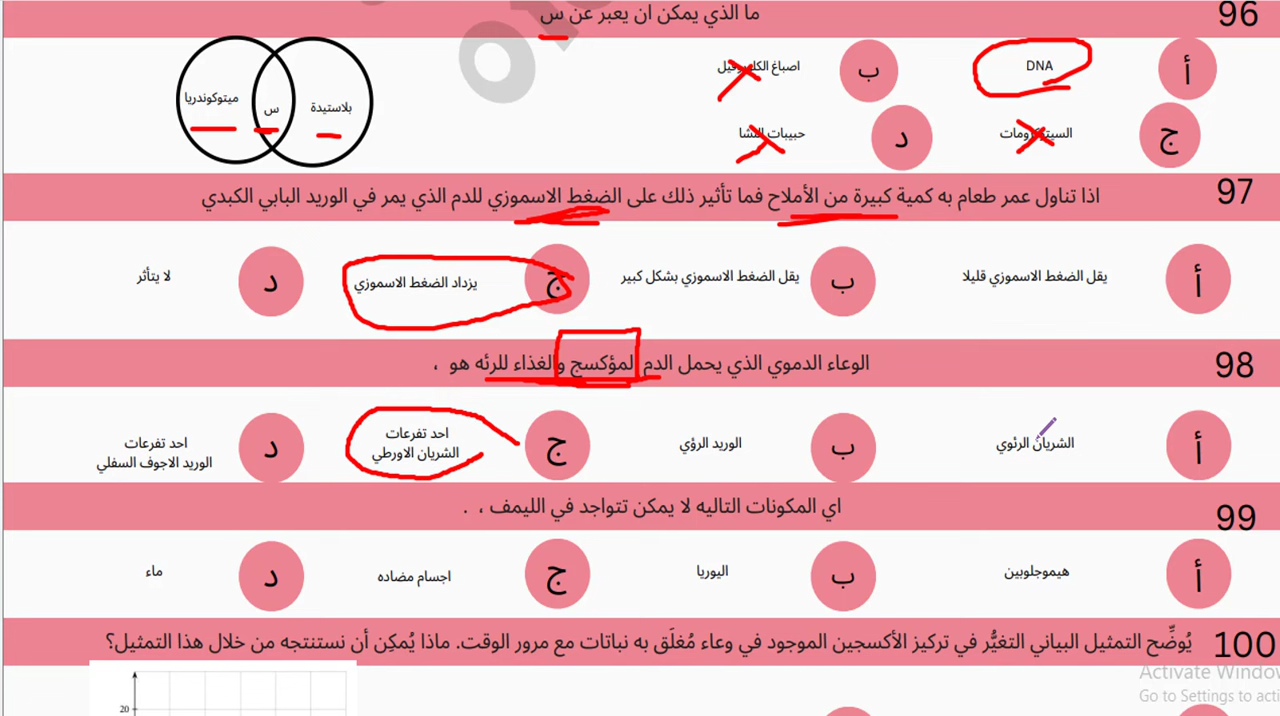 96 ما الذي يمكن ان يعبر عن س
أ DNA
ب اصباغ الكلوروفيل
ج السيتوكرومات
د حبيبات النشا
بلاستيدة س ميتوكوندريا
97 اذا تناول عمر طعام به كمية كبيرة من الأملاح فما تأثير ذلك على الضغط الاسموزي للدم الذي يمر في الوريد البابي الكبدي
أ يقل الضغط الاسموزي قليلا
ب يقل الضغط الاسموزي بشكل كبير
ج يزداد الضغط الاسموزي
د لا يتأثر
98 الوعاء الدموي الذي يحمل الدم المؤكسج والغذاء للرئه هو ،
أ الشريان الرئوي
ب الوريد الرؤي
ج احد تفرعات
الشريان الاورطي
د احد تفرعات
الوريد الاجوف السفلي
99 اي المكونات التاليه لا يمكن تتواجد في الليمف ، .
أ هيموجلوبين
ب اليوريا
ج اجسام مضاده
د ماء
100 يُوضِّح التمثيل البياني التغيُّر في تركيز الأكسجين الموجود في وعاء مُغلَق به نباتات مع مرور الوقت. ماذا يُمكِن أن نستنتجه من خلال هذا التمثيل؟
20
Activate Window
Go to Settings to acti